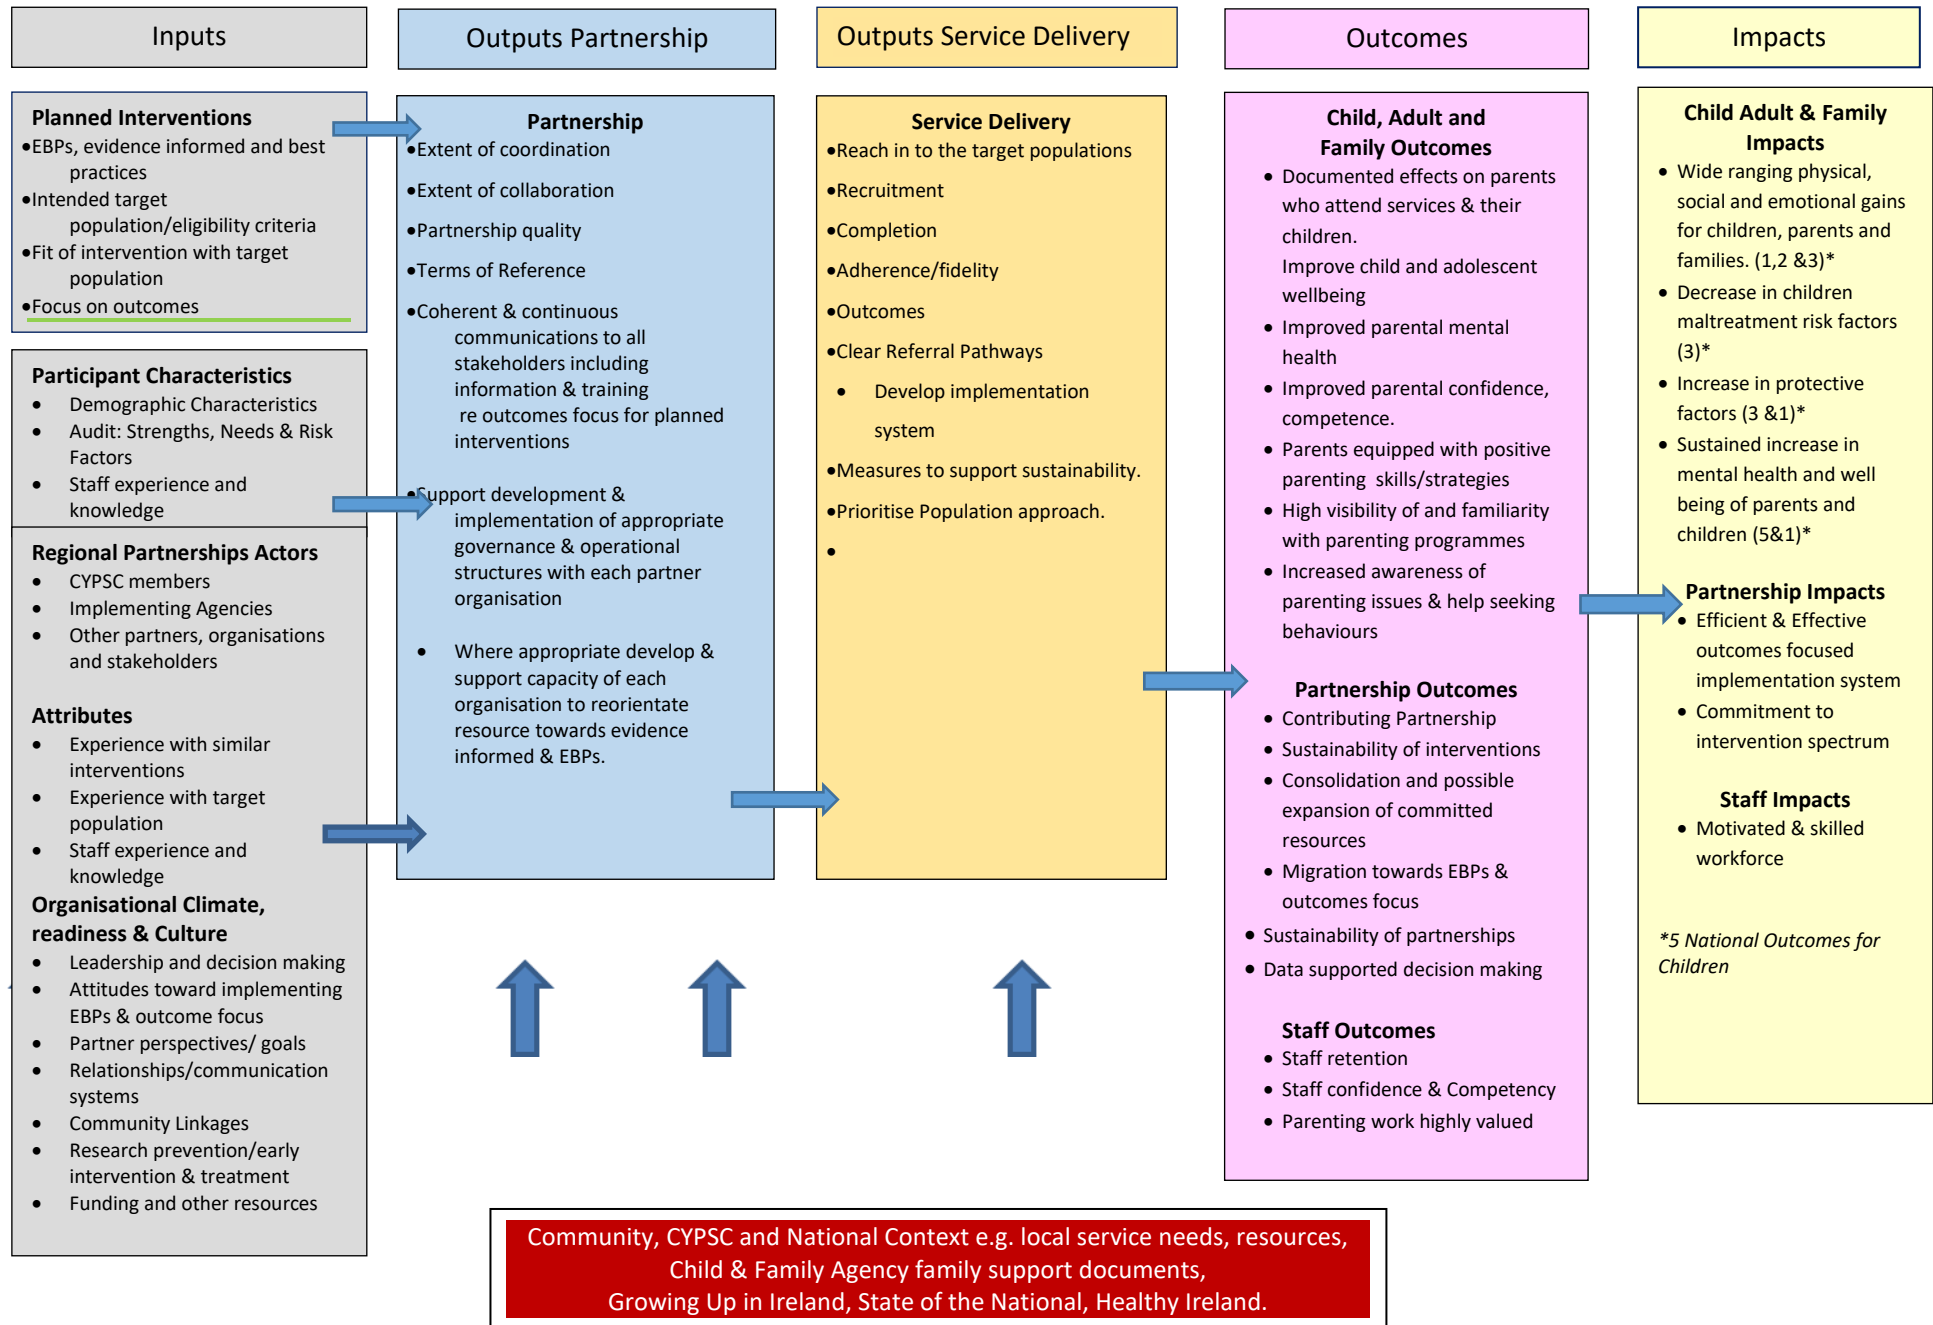 Inputs
Outputs Partnership
Outputs Service Delivery
Outcomes
Impacts
Planned Interventions
•EBPs, evidence informed and best
practices
•Intended target
population/eligibility criteria
•Fit of intervention with target
population
•Focus on outcomes
Participant Characteristics
• Demographic Characteristics
• Audit: Strengths, Needs & Risk
Factors
• Staff experience and
knowledge
Regional Partnerships Actors
• CYPSC members
• Implementing Agencies
• Other partners, organisations
and stakeholders
Attributes
• Experience with similar
interventions
• Experience with target
population
• Staff experience and
knowledge
Organisational Climate,
readiness & Culture
• Leadership and decision making
• Attitudes toward implementing
EBPs & outcome focus
• Partner perspectives/ goals
• Relationships/communication
systems
• Community Linkages
• Research prevention/early
intervention & treatment
• Funding and other resources
Partnership
•Extent of coordination
•Extent of collaboration
•Partnership quality
•Terms of Reference
•Coherent & continuous
communications to all
stakeholders including
information & training
re outcomes focus for planned
interventions
•Support development &
implementation of appropriate
governance & operational
structures with each partner
organisation
• Where appropriate develop &
support capacity of each
organisation to reorientate
resource towards evidence
informed & EBPs.
Service Delivery
•Reach in to the target populations
•Recruitment
•Completion
•Adherence/fidelity
•Outcomes
•Clear Referral Pathways
• Develop implementation
system
•Measures to support sustainability.
•Prioritise Population approach.
•
Child, Adult and
Family Outcomes
• Documented effects on parents
who attend services & their
children.
Improve child and adolescent
wellbeing
• Improved parental mental
health
• Improved parental confidence,
competence.
• Parents equipped with positive
parenting skills/strategies
• High visibility of and familiarity
with parenting programmes
• Increased awareness of
parenting issues & help seeking
behaviours
Partnership Outcomes
• Contributing Partnership
• Sustainability of interventions
• Consolidation and possible
expansion of committed
resources
• Migration towards EBPs &
outcomes focus
• Sustainability of partnerships
• Data supported decision making
Staff Outcomes
• Staff retention
• Staff confidence & Competency
• Parenting work highly valued
Child Adult & Family
Impacts
• Wide ranging physical,
social and emotional gains
for children, parents and
families. (1,2 &3)*
• Decrease in children
maltreatment risk factors
(3)*
• Increase in protective
factors (3 &1)*
• Sustained increase in
mental health and well
being of parents and
children (5&1)*
Partnership Impacts
• Efficient & Effective
outcomes focused
implementation system
• Commitment to
intervention spectrum
Staff Impacts
• Motivated & skilled
workforce
*5 National Outcomes for
Children
Community, CYPSC and National Context e.g. local service needs, resources,
Child & Family Agency family support documents,
Growing Up in Ireland, State of the National, Healthy Ireland.